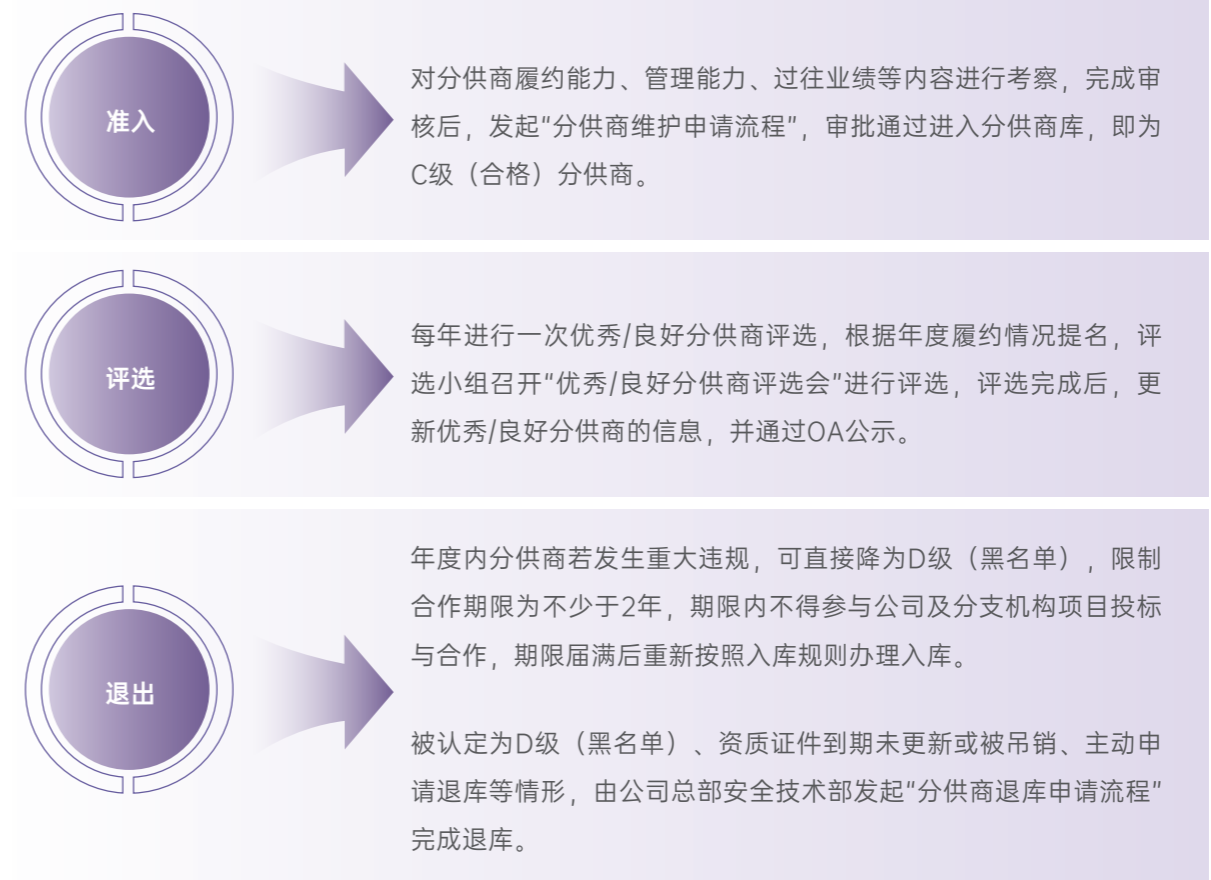 准入
对分供商履约能力、管理能力、过往业绩等内容进行考察，完成审
核后，发起“分供商维护申请流程”，审批通过进入分供商库，即为
C级（合格）分供商。
评选
每年进行一次优秀/良好分供商评选，根据年度履约情况提名，评
选小组召开“优秀/良好分供商评选会”进行评选，评选完成后，更
新优秀/良好分供商的信息，并通过OA公示。
退出
年度内分供商若发生重大违规，可直接降为D级（黑名单），限制
合作期限为不少于2年，期限内不得参与公司及分支机构项目投标
与合作，期限届满后重新按照入库规则办理入库。
被认定为D级（黑名单）、资质证件到期未更新或被吊销、主动申
请退库等情形，由公司总部安全技术部发起“分供商退库申请流程”
完成退库。